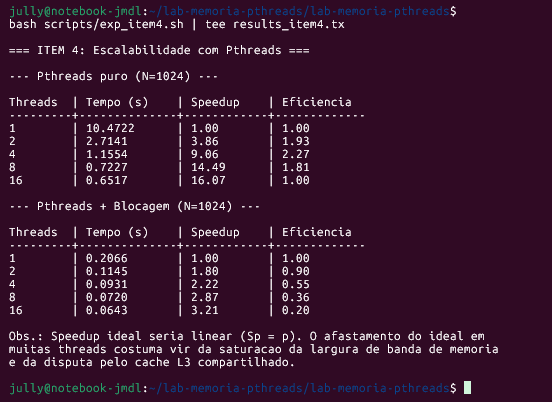 jully@notebook-jmdl:~/lab-memoria-pthreads/lab-memoria-pthreads$
bash scripts/exp_item4.sh | tee results_item4.tx
=== ITEM 4: Escalabilidade com Pthreads ===
--- Pthreads puro (N=1024) ---
Threads | Tempo (s) | Speedup | Eficiencia
---------+-------------+-----------+-------------
1 | 10.4722 | 1.00 | 1.00
2 | 2.7141 | 3.86 | 1.93
4 | 1.1554 | 9.06 | 2.27
8 | 0.7227 | 14.49 | 1.81
16 | 0.6517 | 16.07 | 1.00
--- Pthreads + Blocagem (N=1024) ---
Threads | Tempo (s) | Speedup | Eficiencia
---------+-------------+-----------+-------------
1 | 0.2066 | 1.00 | 1.00
2 | 0.1145 | 1.80 | 0.90
4 | 0.0931 | 2.22 | 0.55
8 | 0.0720 | 2.87 | 0.36
16 | 0.0643 | 3.21 | 0.20
Obs.: Speedup ideal seria linear (Sp = p). O afastamento do ideal em
muitas threads costuma vir da saturacao da largura de banda de memoria
e da disputa pelo cache L3 compartilhado.
jully@notebook-jmdl:~/lab-memoria-pthreads/lab-memoria-pthreads$